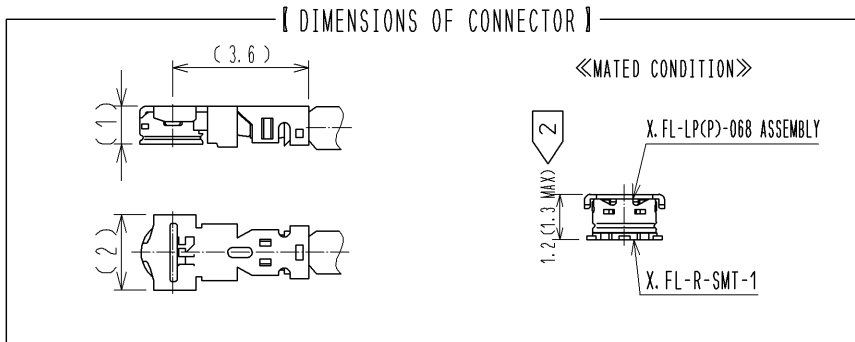 【 DIMENSIONS OF CONNECTOR 】
( 3.6 )
≪MATED CONDITION≫
( 1 )
2
X.FL-LP(P)-068 ASSEMBLY
1.2(1.3 MAX)
( 2 )
X.FL-R-SMT-1